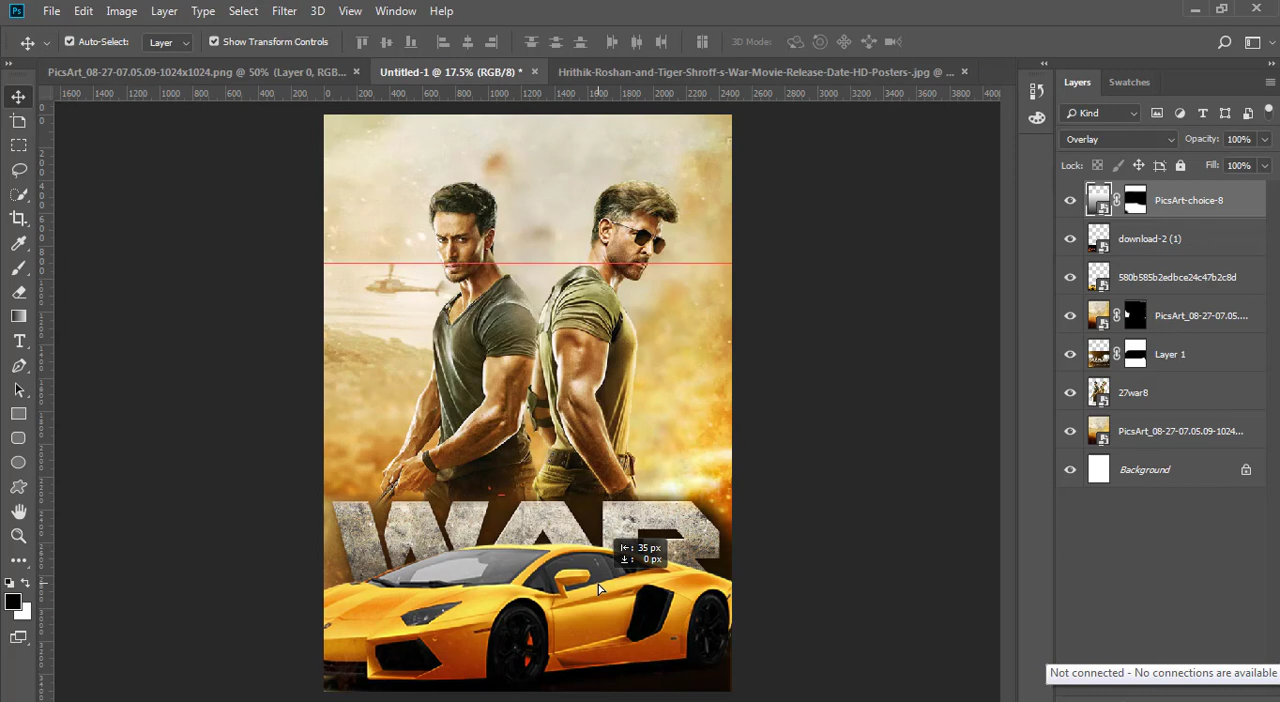 Ps File Edit Image Layer Type Select Filter 3D View Window Help
Auto-Select: Layer Show Transform Controls 3D Mode:
PicsArt_08-27-07.05.09-1024x1024.png @ 50% (Layer 0, RGB... × Untitled-1 @ 17.5% (RGB/8) * × Hrithik-Roshan-and-Tiger-Shroff-s-War-Movie-Release-Date-HD-Posters-.jpg @ ... ×
1600 1400 1200 1000 800 600 400 200 0 200 400 600 800 1000 1200 1400 1600 1800 2000 2200 2400 2600 2800 3000 3200 3400 3600 3800 400
Layers Swatches
Kind
Overlay Opacity: 100%
Lock: Fill: 100%
PicsArt-choice-8
download-2 (1)
580b585b2edbce24c47b2c8d
PicsArt_08-27-07.05....
Layer 1
27war8
PicsArt_08-27-07.05.09-1024...
Background
WAR
35 px
0 px
Not connected - No connections are available